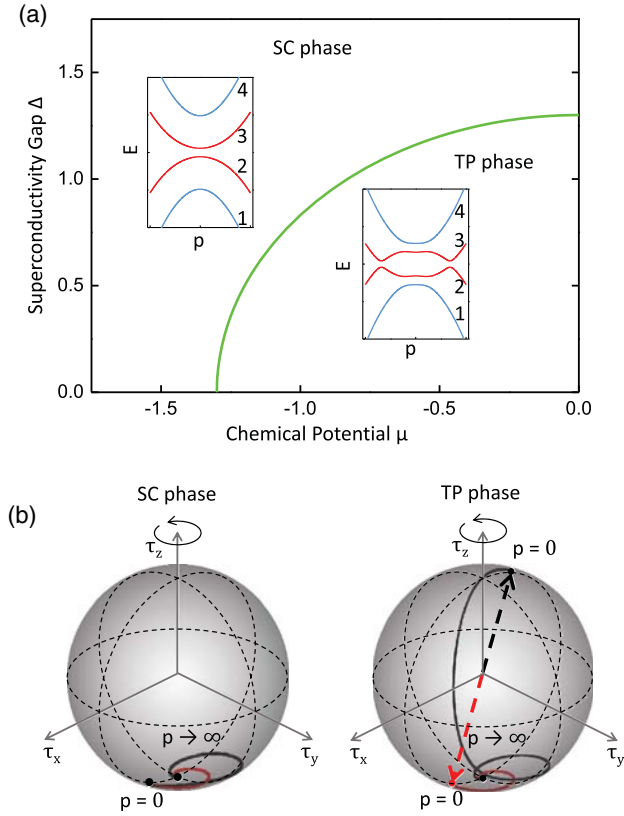 (a)
SC phase
TP phase
Superconductivity Gap Δ
1.5
1.0
0.5
0.0
-1.5
-1.0
-0.5
0.0
Chemical Potential μ
E
4
3
2
1
p
E
4
3
2
1
p
(b)
SC phase
τz
τx
τy
p → ∞
p = 0
TP phase
τz
p = 0
τx
τy
p → ∞
p = 0